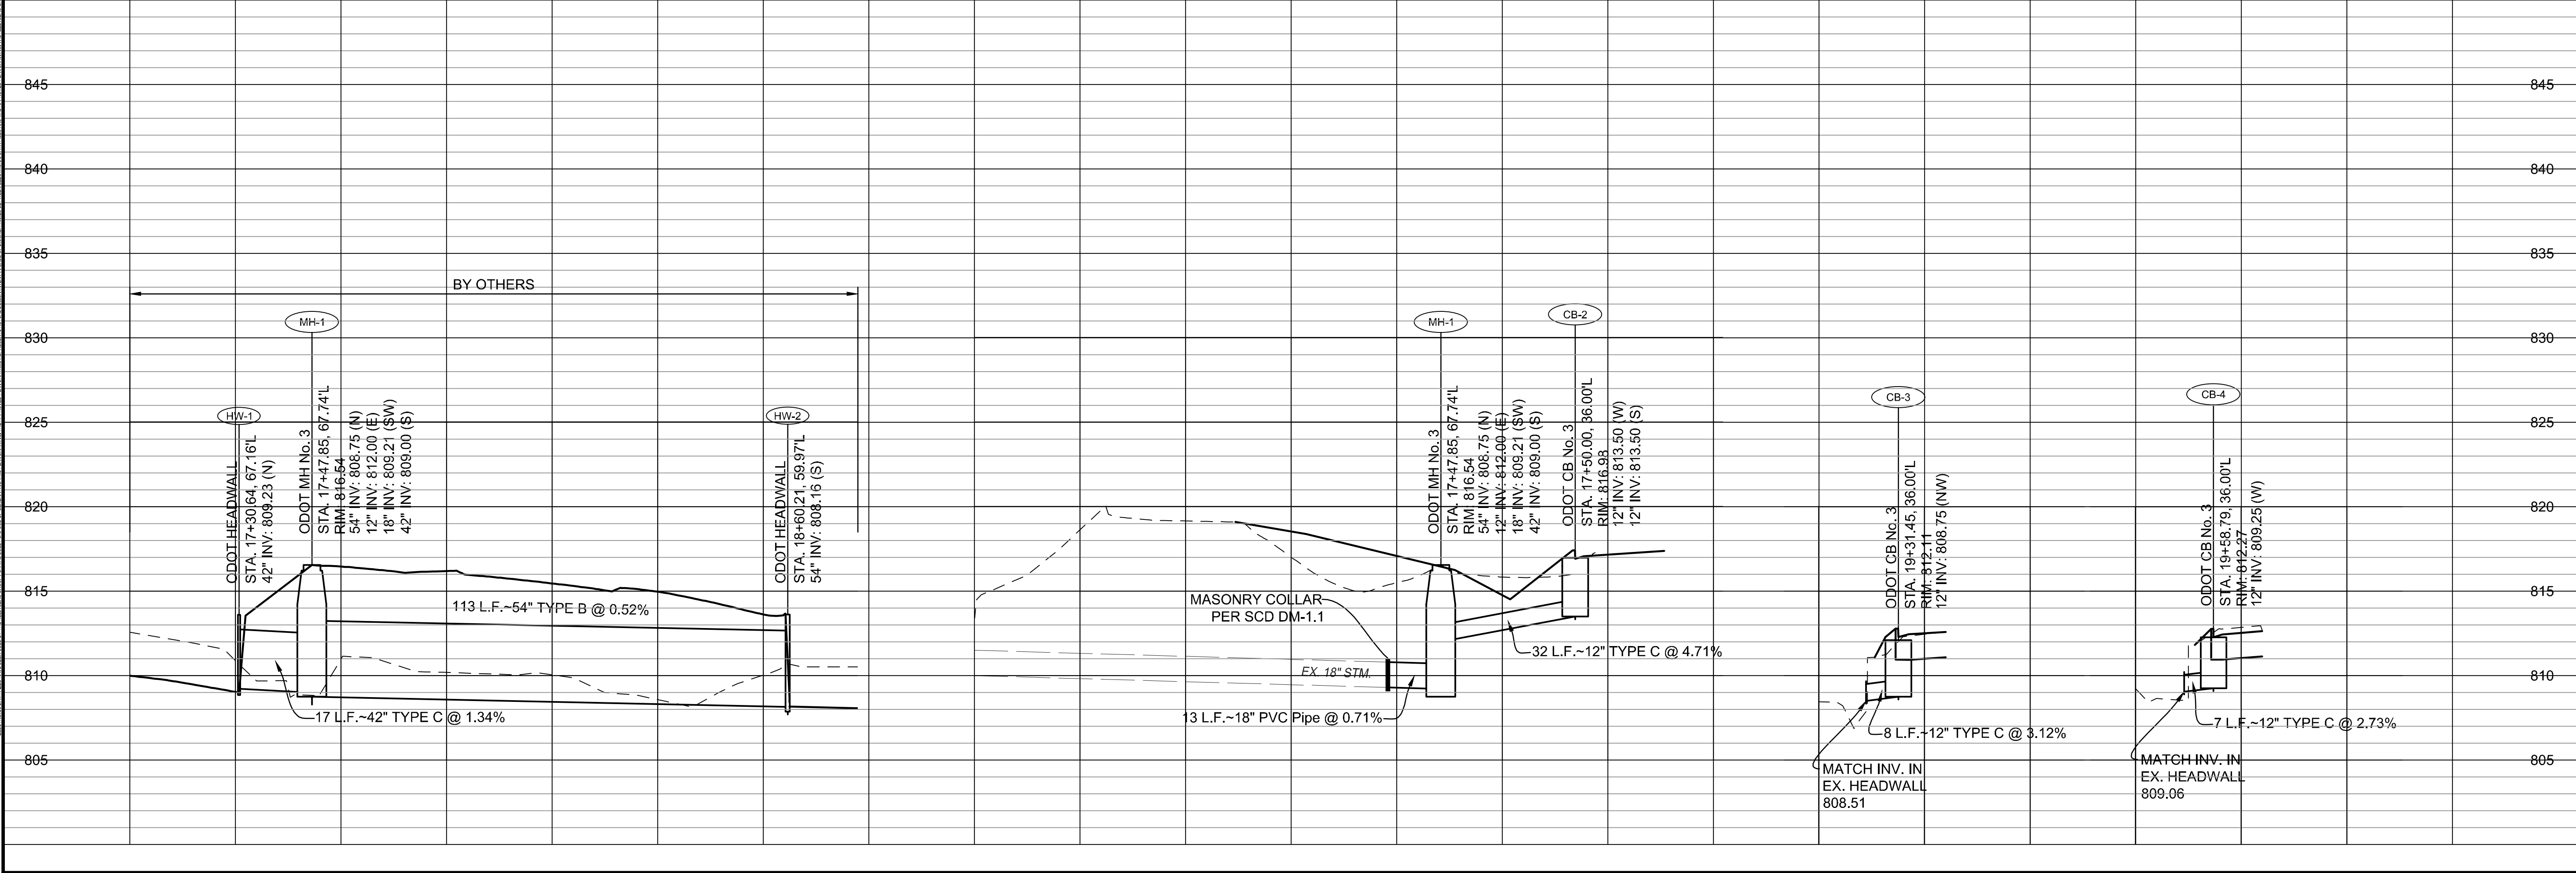 845
840
835
830
825
820
815
810
805
BY OTHERS
HW-1
ODOT HEADWALL
STA. 17+30.64, 67.16'L
42" INV: 809.23 (N)
MH-1
ODOT MH No. 3
STA. 17+47.85, 67.74'L
RIM: 816.54
54" INV: 808.75 (N)
12" INV: 812.00 (E)
18" INV: 809.21 (SW)
42" INV: 809.00 (S)
113 L.F.~54" TYPE B @ 0.52%
17 L.F.~42" TYPE C @ 1.34%
HW-2
ODOT HEADWALL
STA. 18+60.21, 59.97'L
54" INV: 808.16 (S)
MH-1
ODOT MH No. 3
STA. 17+47.85, 67.74'L
RIM: 816.54
54" INV: 808.75 (N)
12" INV: 812.00 (E)
18" INV: 809.21 (SW)
42" INV: 809.00 (S)
CB-2
ODOT CB No. 3
STA. 17+50.00, 36.00'L
RIM: 816.98
12" INV: 813.50 (W)
12" INV: 813.50 (S)
MASONRY COLLAR
PER SCD DM-1.1
EX. 18" STM.
32 L.F.~12" TYPE C @ 4.71%
13 L.F.~18" PVC Pipe @ 0.71%
CB-3
ODOT CB No. 3
STA. 19+31.45, 36.00'L
RIM: 812.11
12" INV: 808.75 (NW)
8 L.F.~12" TYPE C @ 3.12%
MATCH INV. IN
EX. HEADWALL
808.51
CB-4
ODOT CB No. 3
STA. 19+58.79, 36.00'L
RIM: 812.27
12" INV: 809.25 (W)
7 L.F.~12" TYPE C @ 2.73%
MATCH INV. IN
EX. HEADWALL
809.06
845
840
835
830
825
820
815
810
805